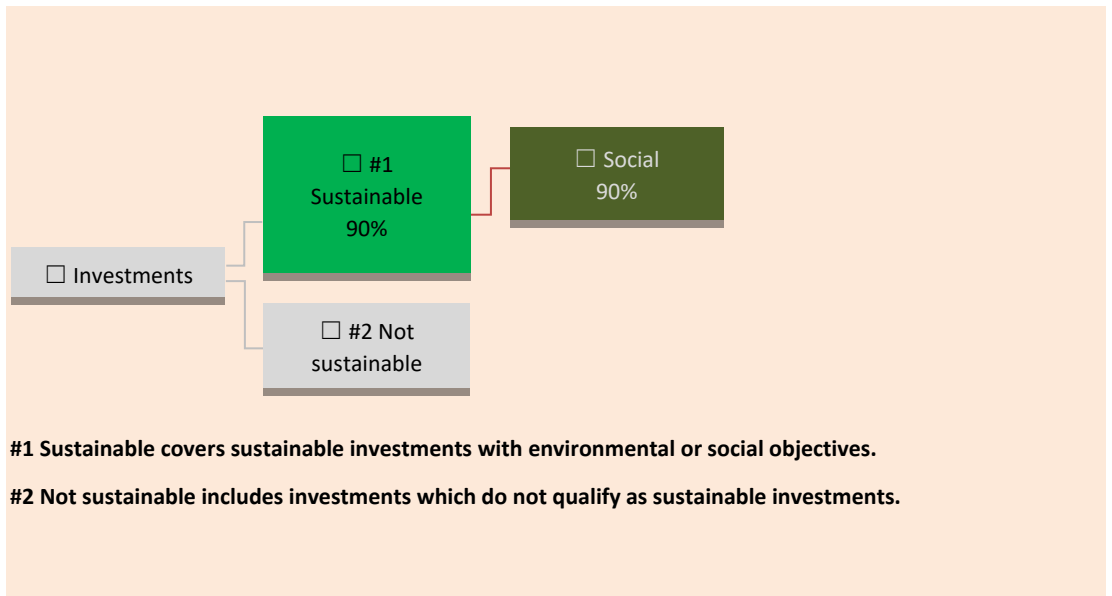 ☐ #1
Sustainable
90%
☐ Social
90%
☐ Investments
☐ #2 Not
sustainable
#1 Sustainable covers sustainable investments with environmental or social objectives.
#2 Not sustainable includes investments which do not qualify as sustainable investments.